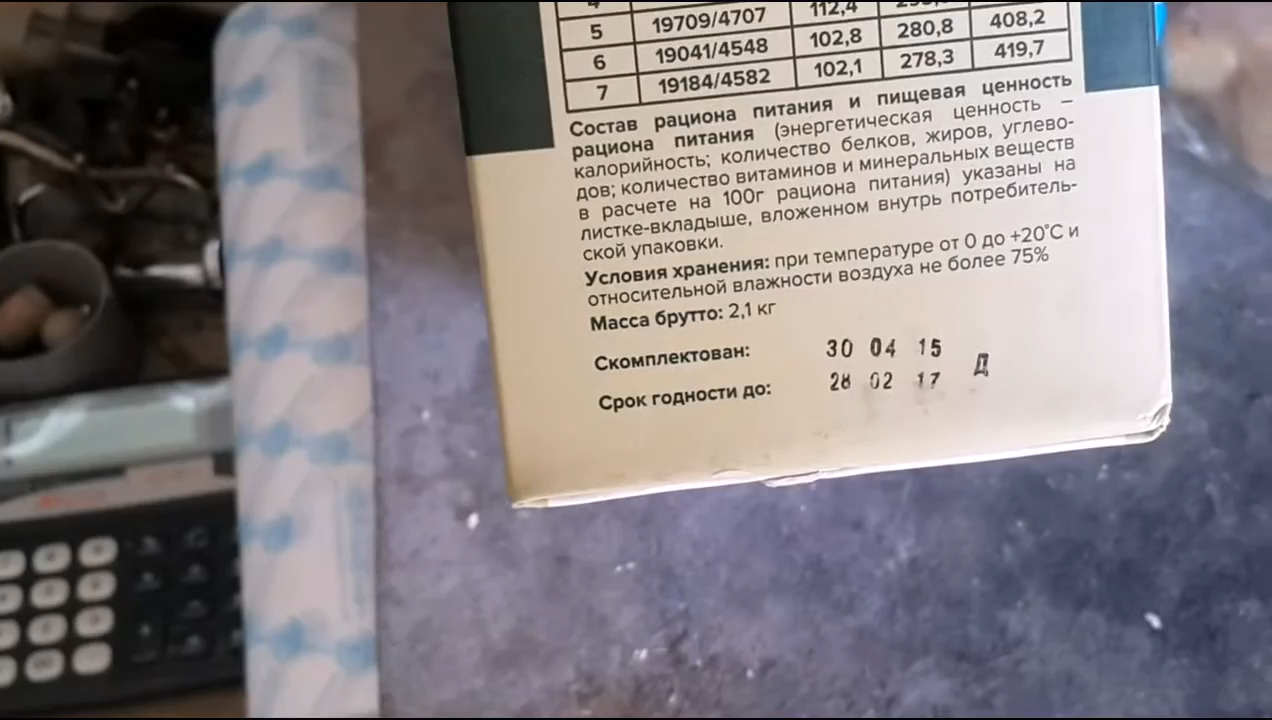 5 19709/4707 112,4 408,2
6 19041/4548 102,8 280,8 419,7
7 19184/4582 102,1 278,3
Состав рациона питания и пищевая ценность
рациона питания (энергетическая ценность –
калорийность; количество белков, жиров, углево-
дов; количество витаминов и минеральных веществ
в расчете на 100г рациона питания) указаны на
листке-вкладыше, вложенном внутрь потребитель-
ской упаковки.
Условия хранения: при температуре от 0 до +20°С и
относительной влажности воздуха не более 75%
Масса брутто: 2,1 кг
Скомплектован: 30 04 15
Срок годности до: 28 02 17 Д